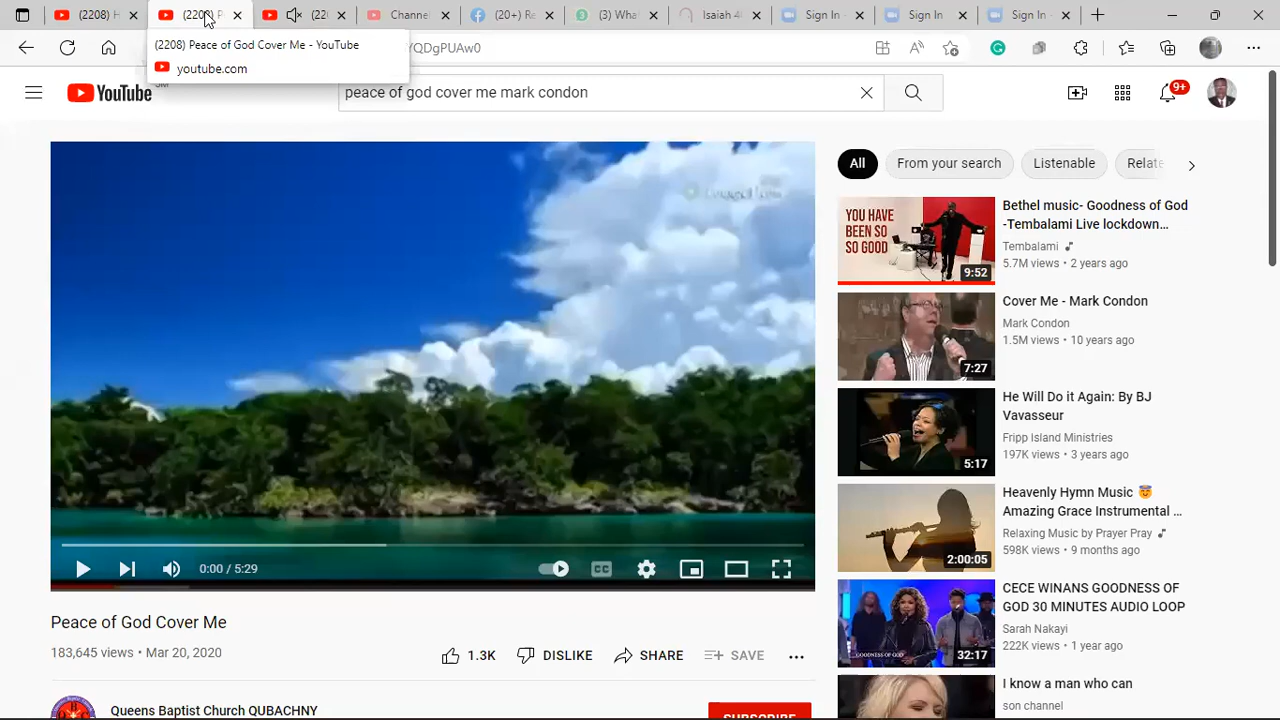 (2208) H
(2208) P
(22
Channel
(20+) Re
(3) Wha
Isaiah 4
Sign In
Sign In
Sign In
(2208) Peace of God Cover Me - YouTube
youtube.com
YQDgPUAw0
YouTube
peace of god cover me mark condon
9+
All
From your search
Listenable
Relate
Bethel music- Goodness of God
-Tembalami Live lockdown…
Tembalami
5.7M views • 2 years ago
YOU HAVE
BEEN SO
SO GOOD
9:52
Cover Me - Mark Condon
Mark Condon
1.5M views • 10 years ago
7:27
He Will Do it Again: By BJ
Vavasseur
Fripp Island Ministries
197K views • 3 years ago
5:17
Heavenly Hymn Music 😇
Amazing Grace Instrumental …
Relaxing Music by Prayer Pray
598K views • 9 months ago
2:00:05
CECE WINANS GOODNESS OF
GOD 30 MINUTES AUDIO LOOP
Sarah Nakayi
222K views • 1 year ago
GOODNESS OF GOD
32:17
I know a man who can
son channel
0:00 / 5:29
CC
Peace of God Cover Me
183,645 views • Mar 20, 2020
1.3K
DISLIKE
SHARE
SAVE
Queens Baptist Church QUBACHNY
SUBSCRIBE